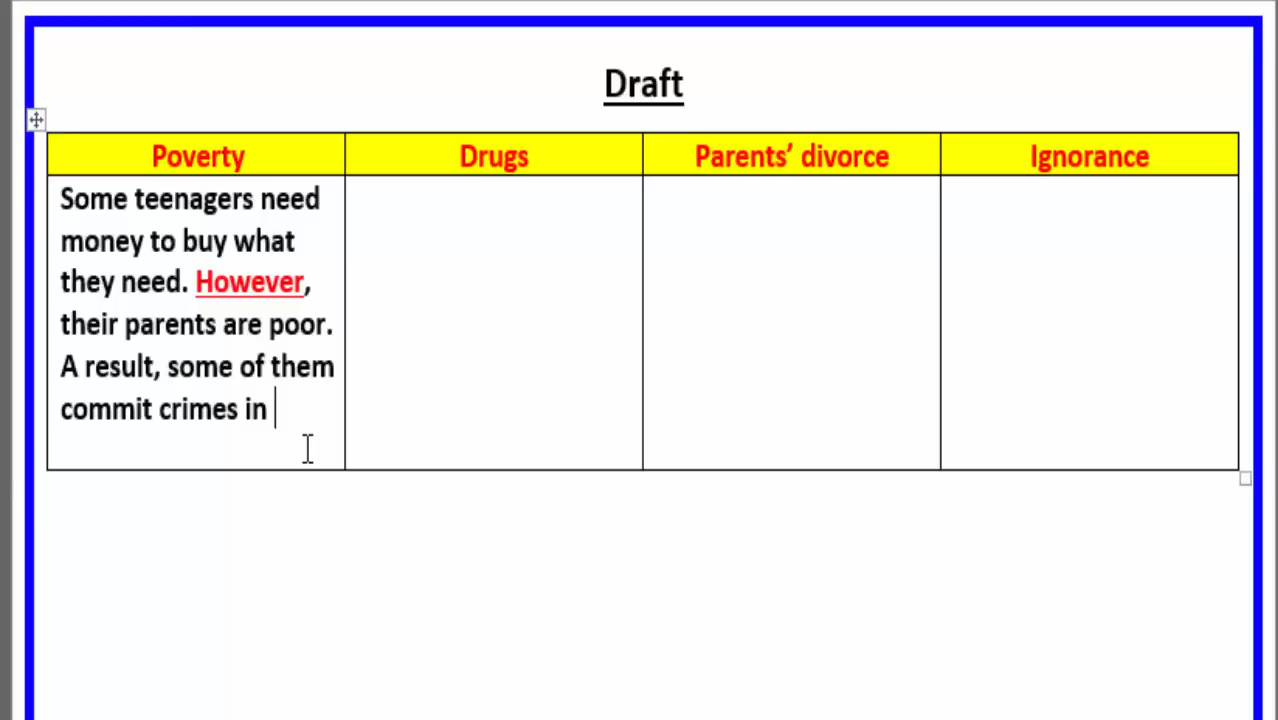 Draft
Poverty Drugs Parents’ divorce Ignorance
Some teenagers need
money to buy what
they need. However,
their parents are poor.
A result, some of them
commit crimes in